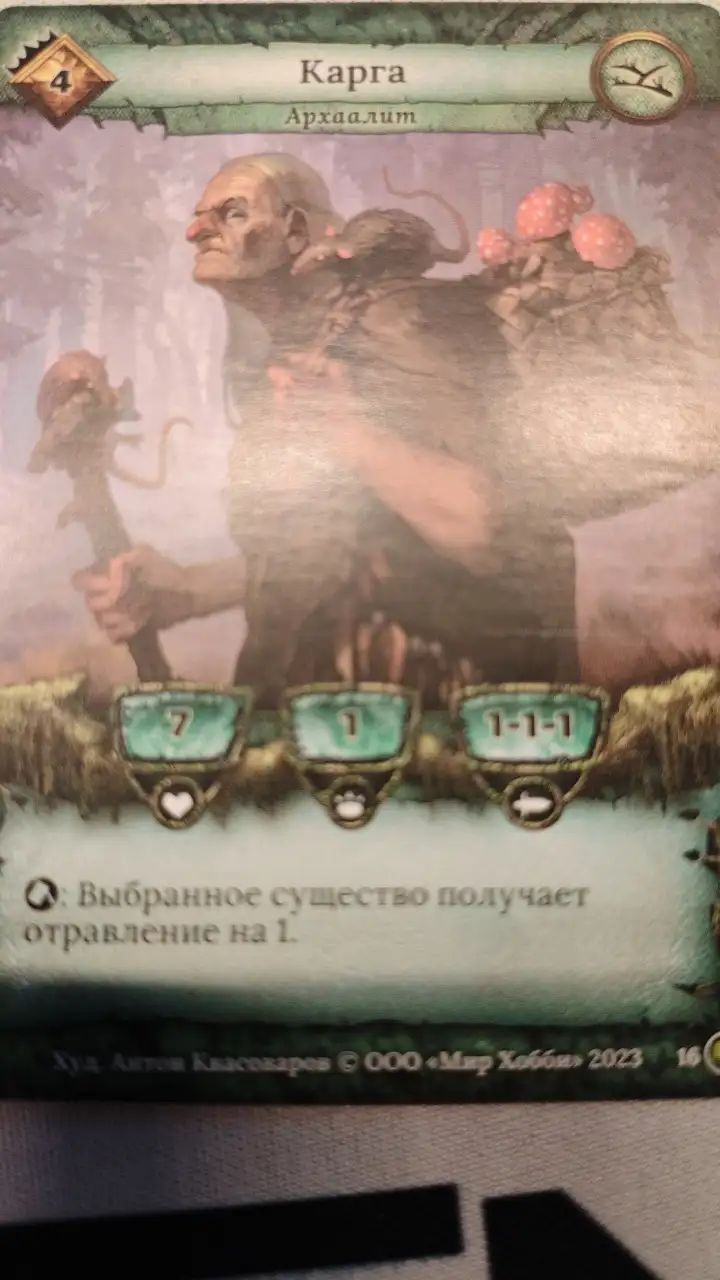 4
Карга
Архаалит
7 1 1-1-1
: Выбранное существо получает
отравление на 1.
Худ. Антон Квасоваров © ООО «Мир Хобби» 2023 16